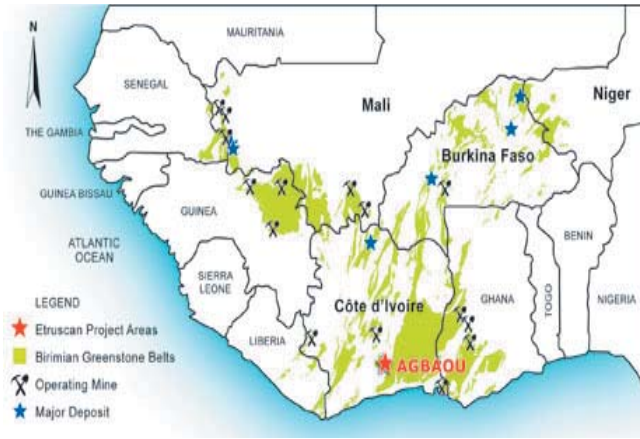 N
MAURITANIA
SENEGAL
Mali
Niger
THE GAMBIA
Burkina Faso
GUINEA BISSAU
GUINEA
BENIN
ATLANTIC
OCEAN
SIERRA
LEONE
Côte d'Ivoire
GHANA
TOGO
NIGERIA
LIBERIA
AGBAOU
LEGEND
Etruscan Project Areas
Birimian Greenstone Belts
Operating Mine
Major Deposit